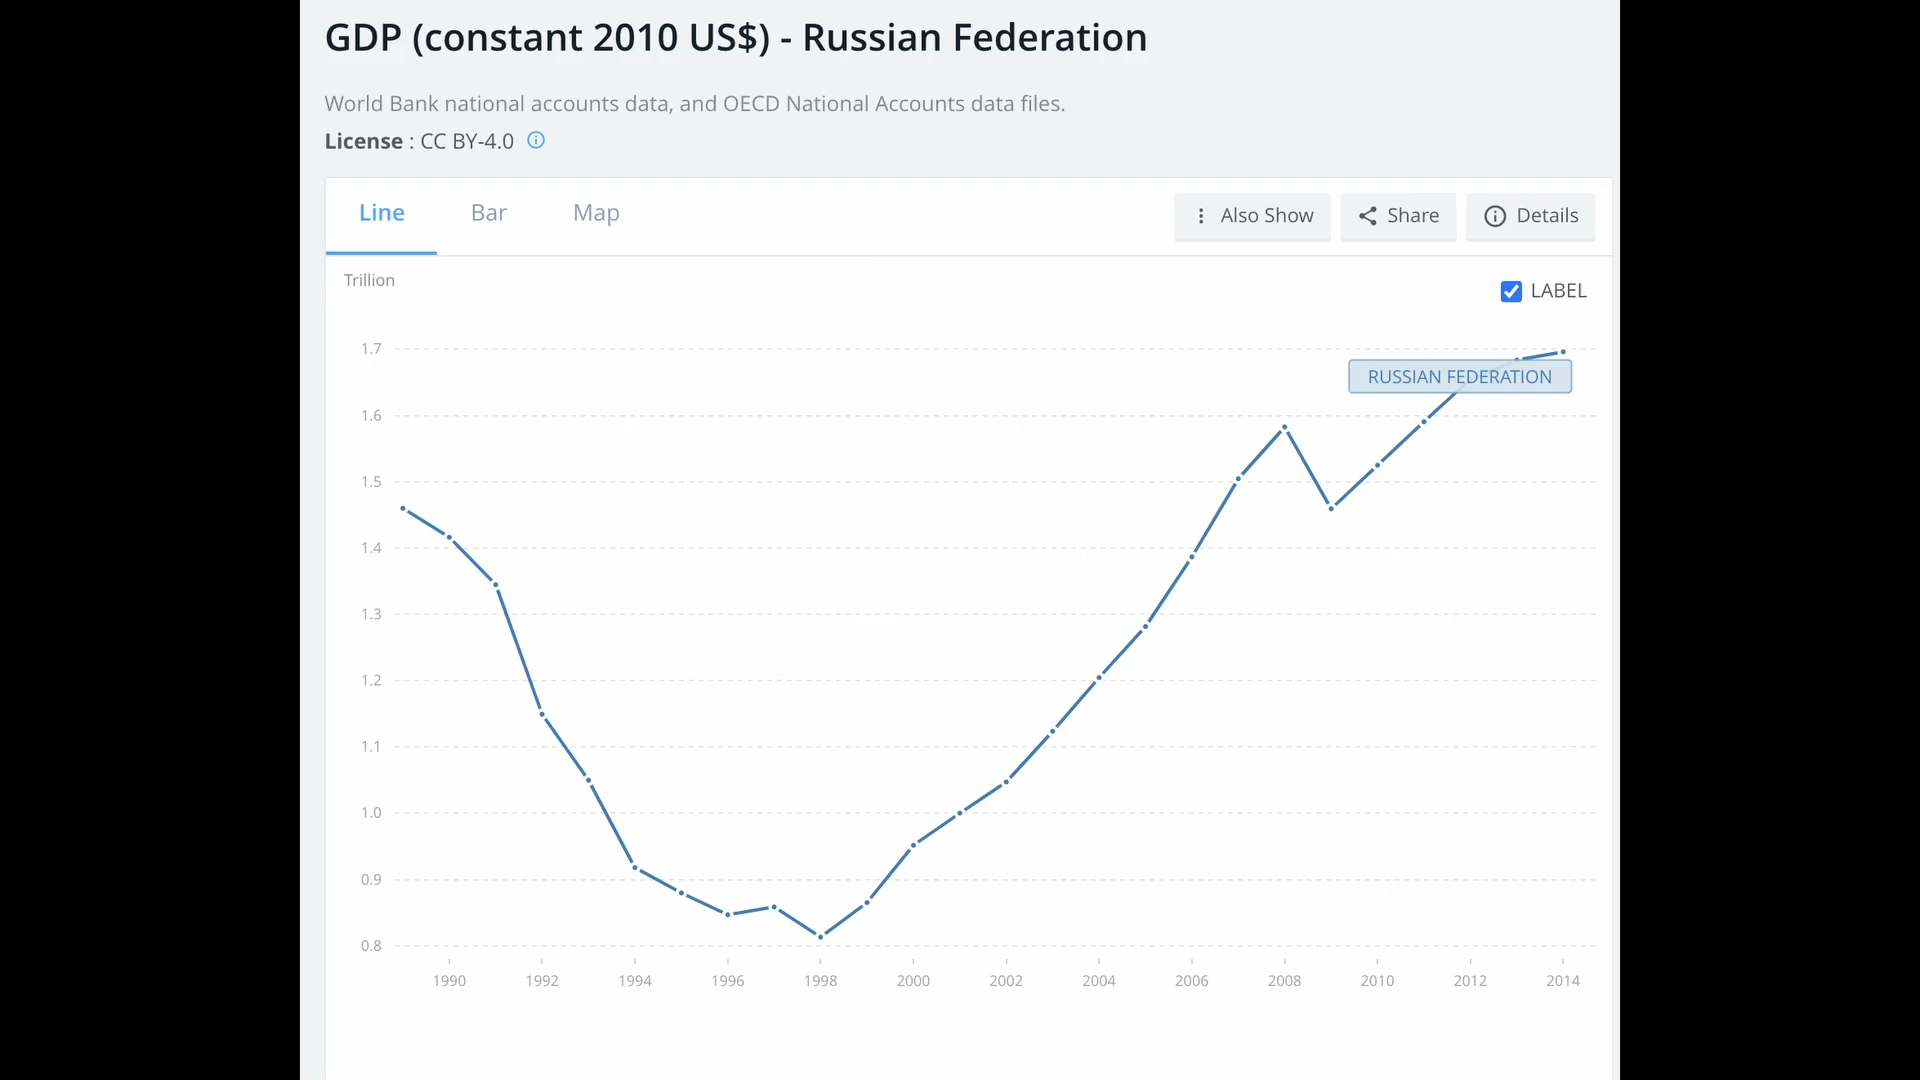 GDP (constant 2010 US$) - Russian Federation
World Bank national accounts data, and OECD National Accounts data files.
License : CC BY-4.0
Line Bar Map Also Show Share Details
Trillion
LABEL
1.7
RUSSIAN FEDERATION
1.6
1.5
1.4
1.3
1.2
1.1
1.0
0.9
0.8
1990 1992 1994 1996 1998 2000 2002 2004 2006 2008 2010 2012 2014